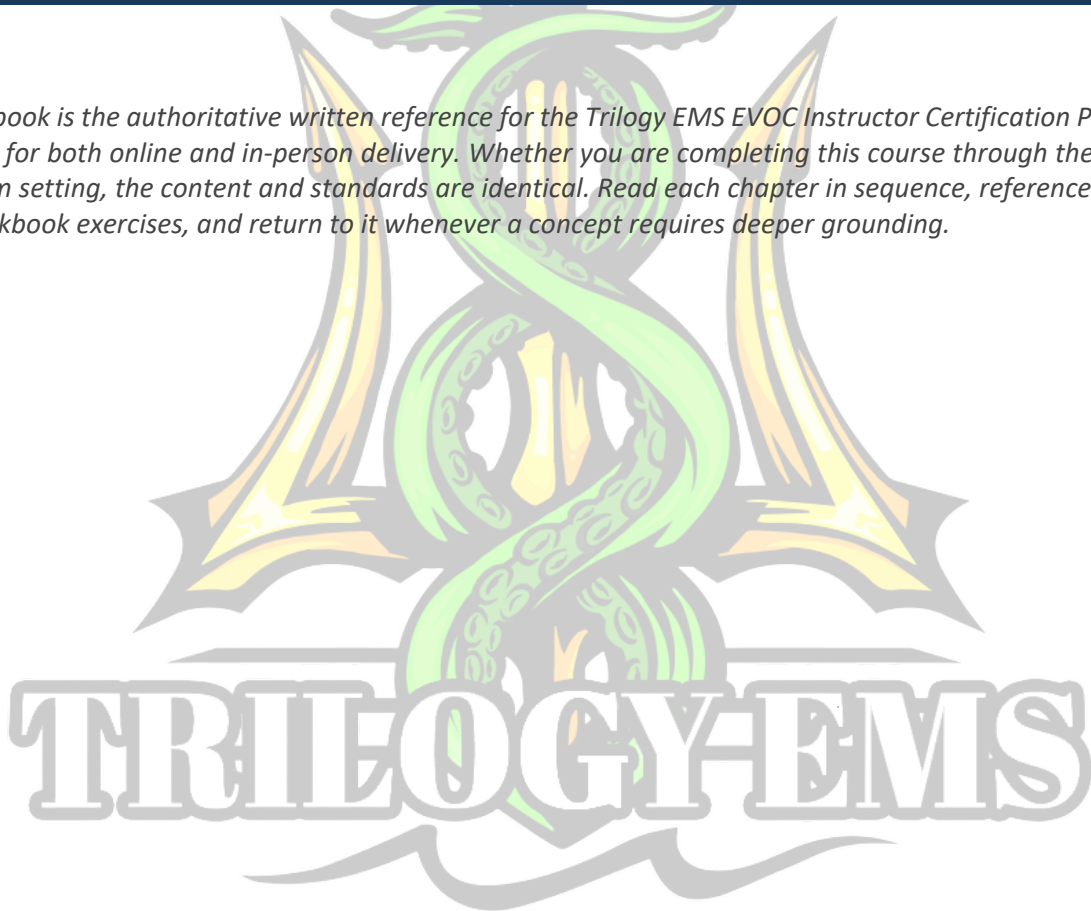 book is the authoritative written reference for the Trilogy EMS EVOC Instructor Certification P
for both online and in-person delivery. Whether you are completing this course through the
setting, the content and standards are identical. Read each chapter in sequence, reference
exercises, and return to it whenever a concept requires deeper grounding.
TRILOGY EMS